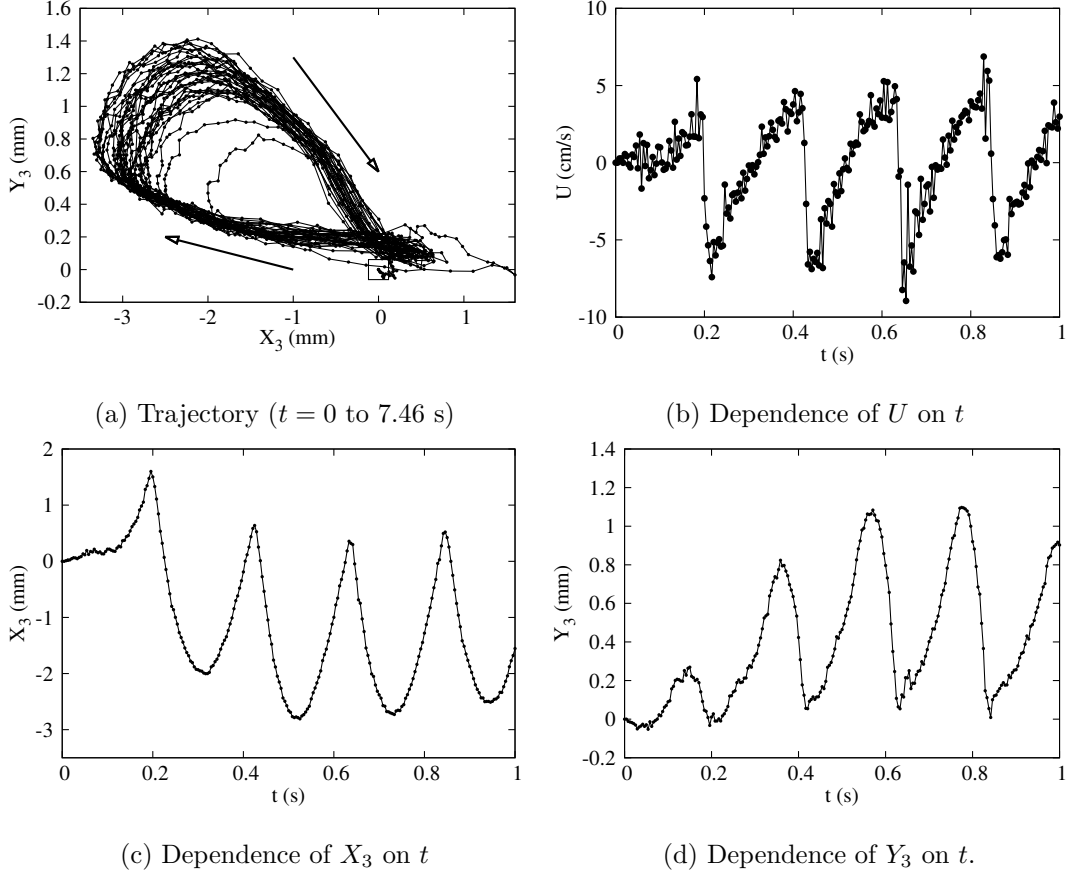 1.6
1.4
1.2
1
0.8
0.6
0.4
0.2
0
-0.2
Y3 (mm)
-3 -2 -1 0 1
X3 (mm)
(a) Trajectory (t = 0 to 7.46 s)
10
5
0
-5
-10
U (cm/s)
0 0.2 0.4 0.6 0.8 1
t (s)
(b) Dependence of U on t
2
1
0
-1
-2
-3
X3 (mm)
0 0.2 0.4 0.6 0.8 1
t (s)
(c) Dependence of X3 on t
1.4
1.2
1
0.8
0.6
0.4
0.2
0
-0.2
Y3 (mm)
0 0.2 0.4 0.6 0.8 1
t (s)
(d) Dependence of Y3 on t.